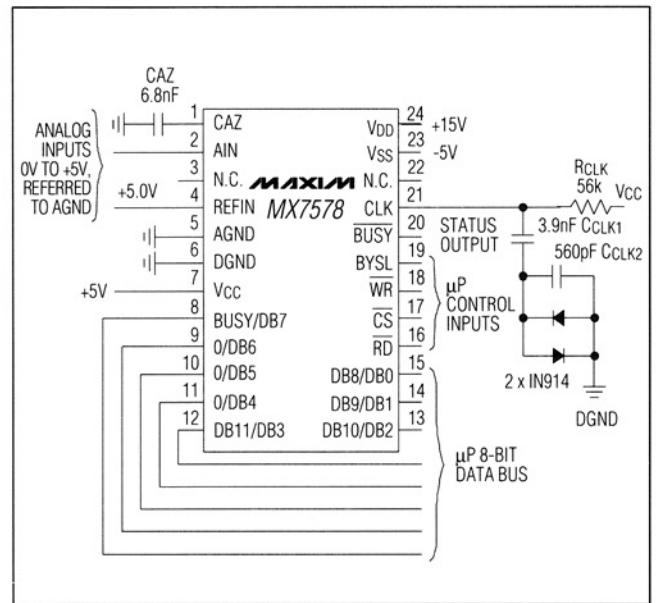 CAZ
6.8nF
ANALOG
INPUTS
0V TO +5V,
REFERRED
TO AGND
+5.0V
+5V
1 CAZ
2 AIN
3 N.C.
4 REFIN
5 AGND
6 DGND
7 VCC
8 BUSY/DB7
9 0/DB6
10 0/DB5
11 0/DB4
12 DB11/DB3
MAXIM
MX7578
VDD 24 +15V
VSS 23 -5V
N.C. 22
CLK 21
BUSY 20
BYSL 19
WR 18
CS 17
RD 16
DB8/DB0 15
DB9/DB1 14
DB10/DB2 13
STATUS
OUTPUT
µP
CONTROL
INPUTS
µP 8-BIT
DATA BUS
RCLK
56k
VCC
3.9nF CCLK1
560pF CCLK2
2 x IN914
DGND